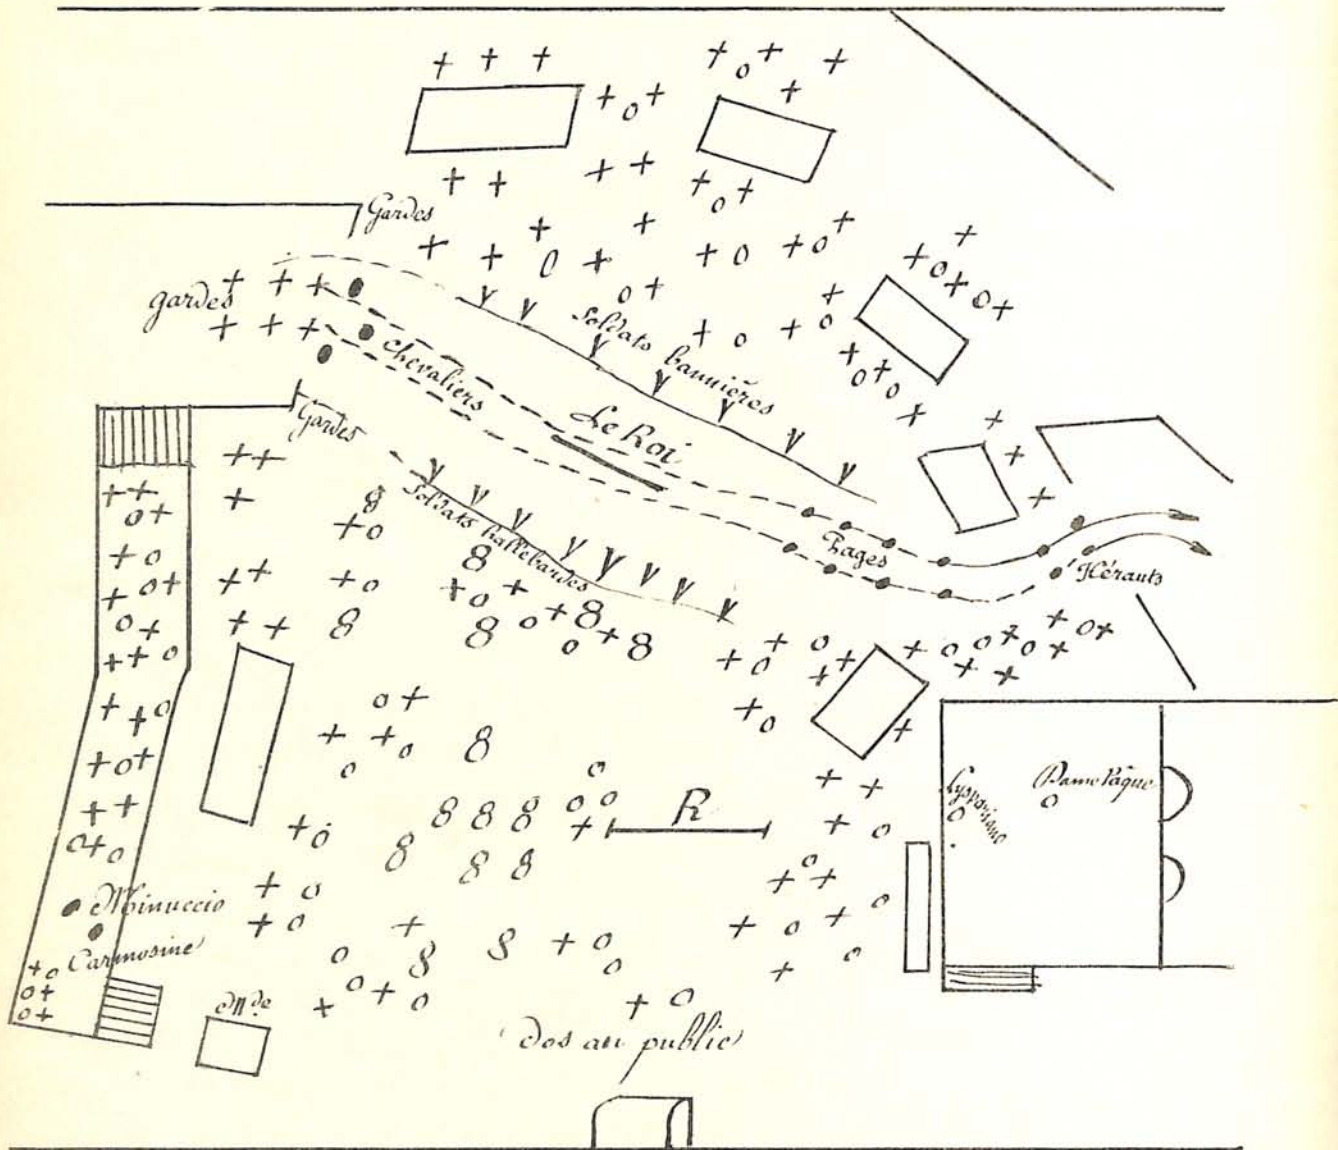 Gardes
gardes
Soldats bannières
Chevaliers
Le Roi
Gardes
Soldats hallebardes
Pages
Hérauts
R
Dame Pâque
Minuccio
Carmosine
Mde
dos au public